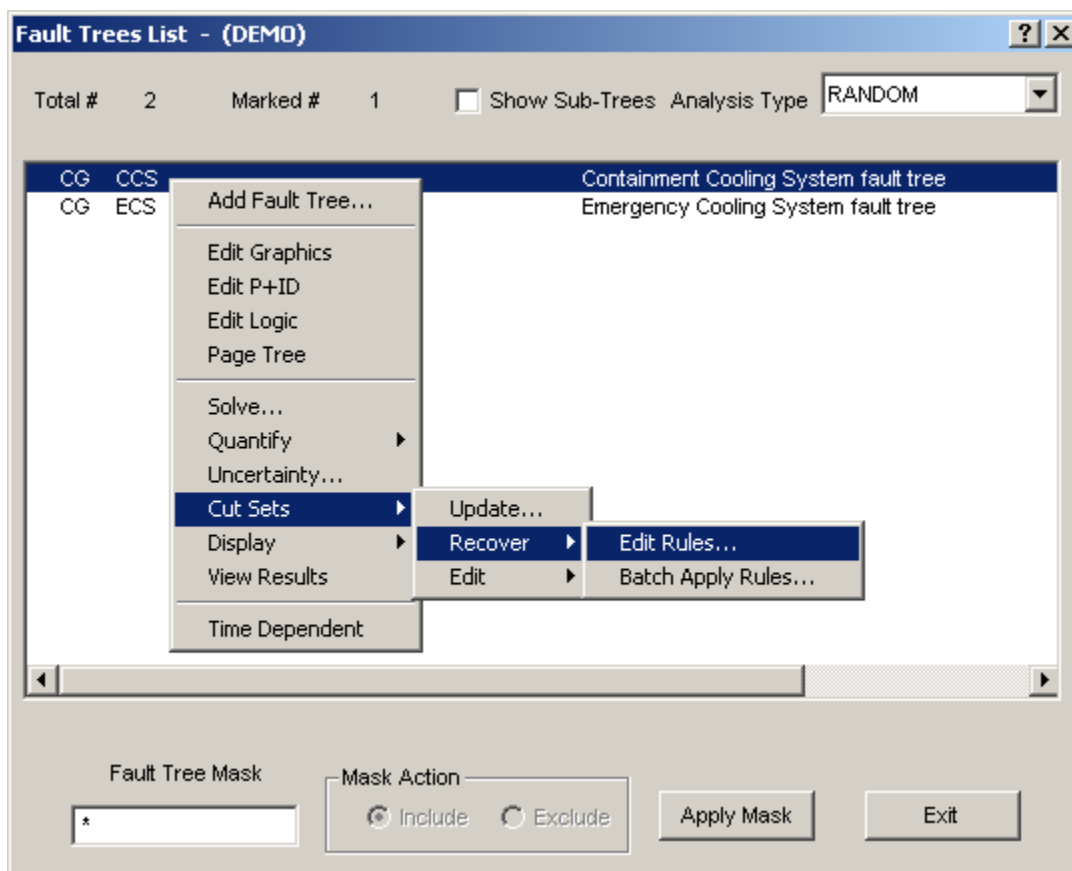 Fault Trees List - (DEMO)
Total # 2 Marked # 1 Show Sub-Trees Analysis Type RANDOM
CG CCS Containment Cooling System fault tree
CG ECS Emergency Cooling System fault tree
Add Fault Tree...
Edit Graphics
Edit P+ID
Edit Logic
Page Tree
Solve...
Quantify
Uncertainty...
Cut Sets
Display
View Results
Time Dependent
Update...
Recover
Edit
Edit Rules...
Batch Apply Rules...
Fault Tree Mask
*
Mask Action
Include Exclude
Apply Mask
Exit